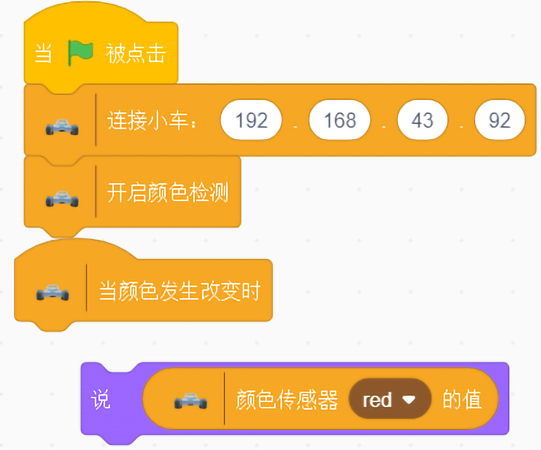 当 被点击
连接小车： 192 . 168 . 43 . 92
开启颜色检测
当颜色发生改变时
说 颜色传感器 red 的值